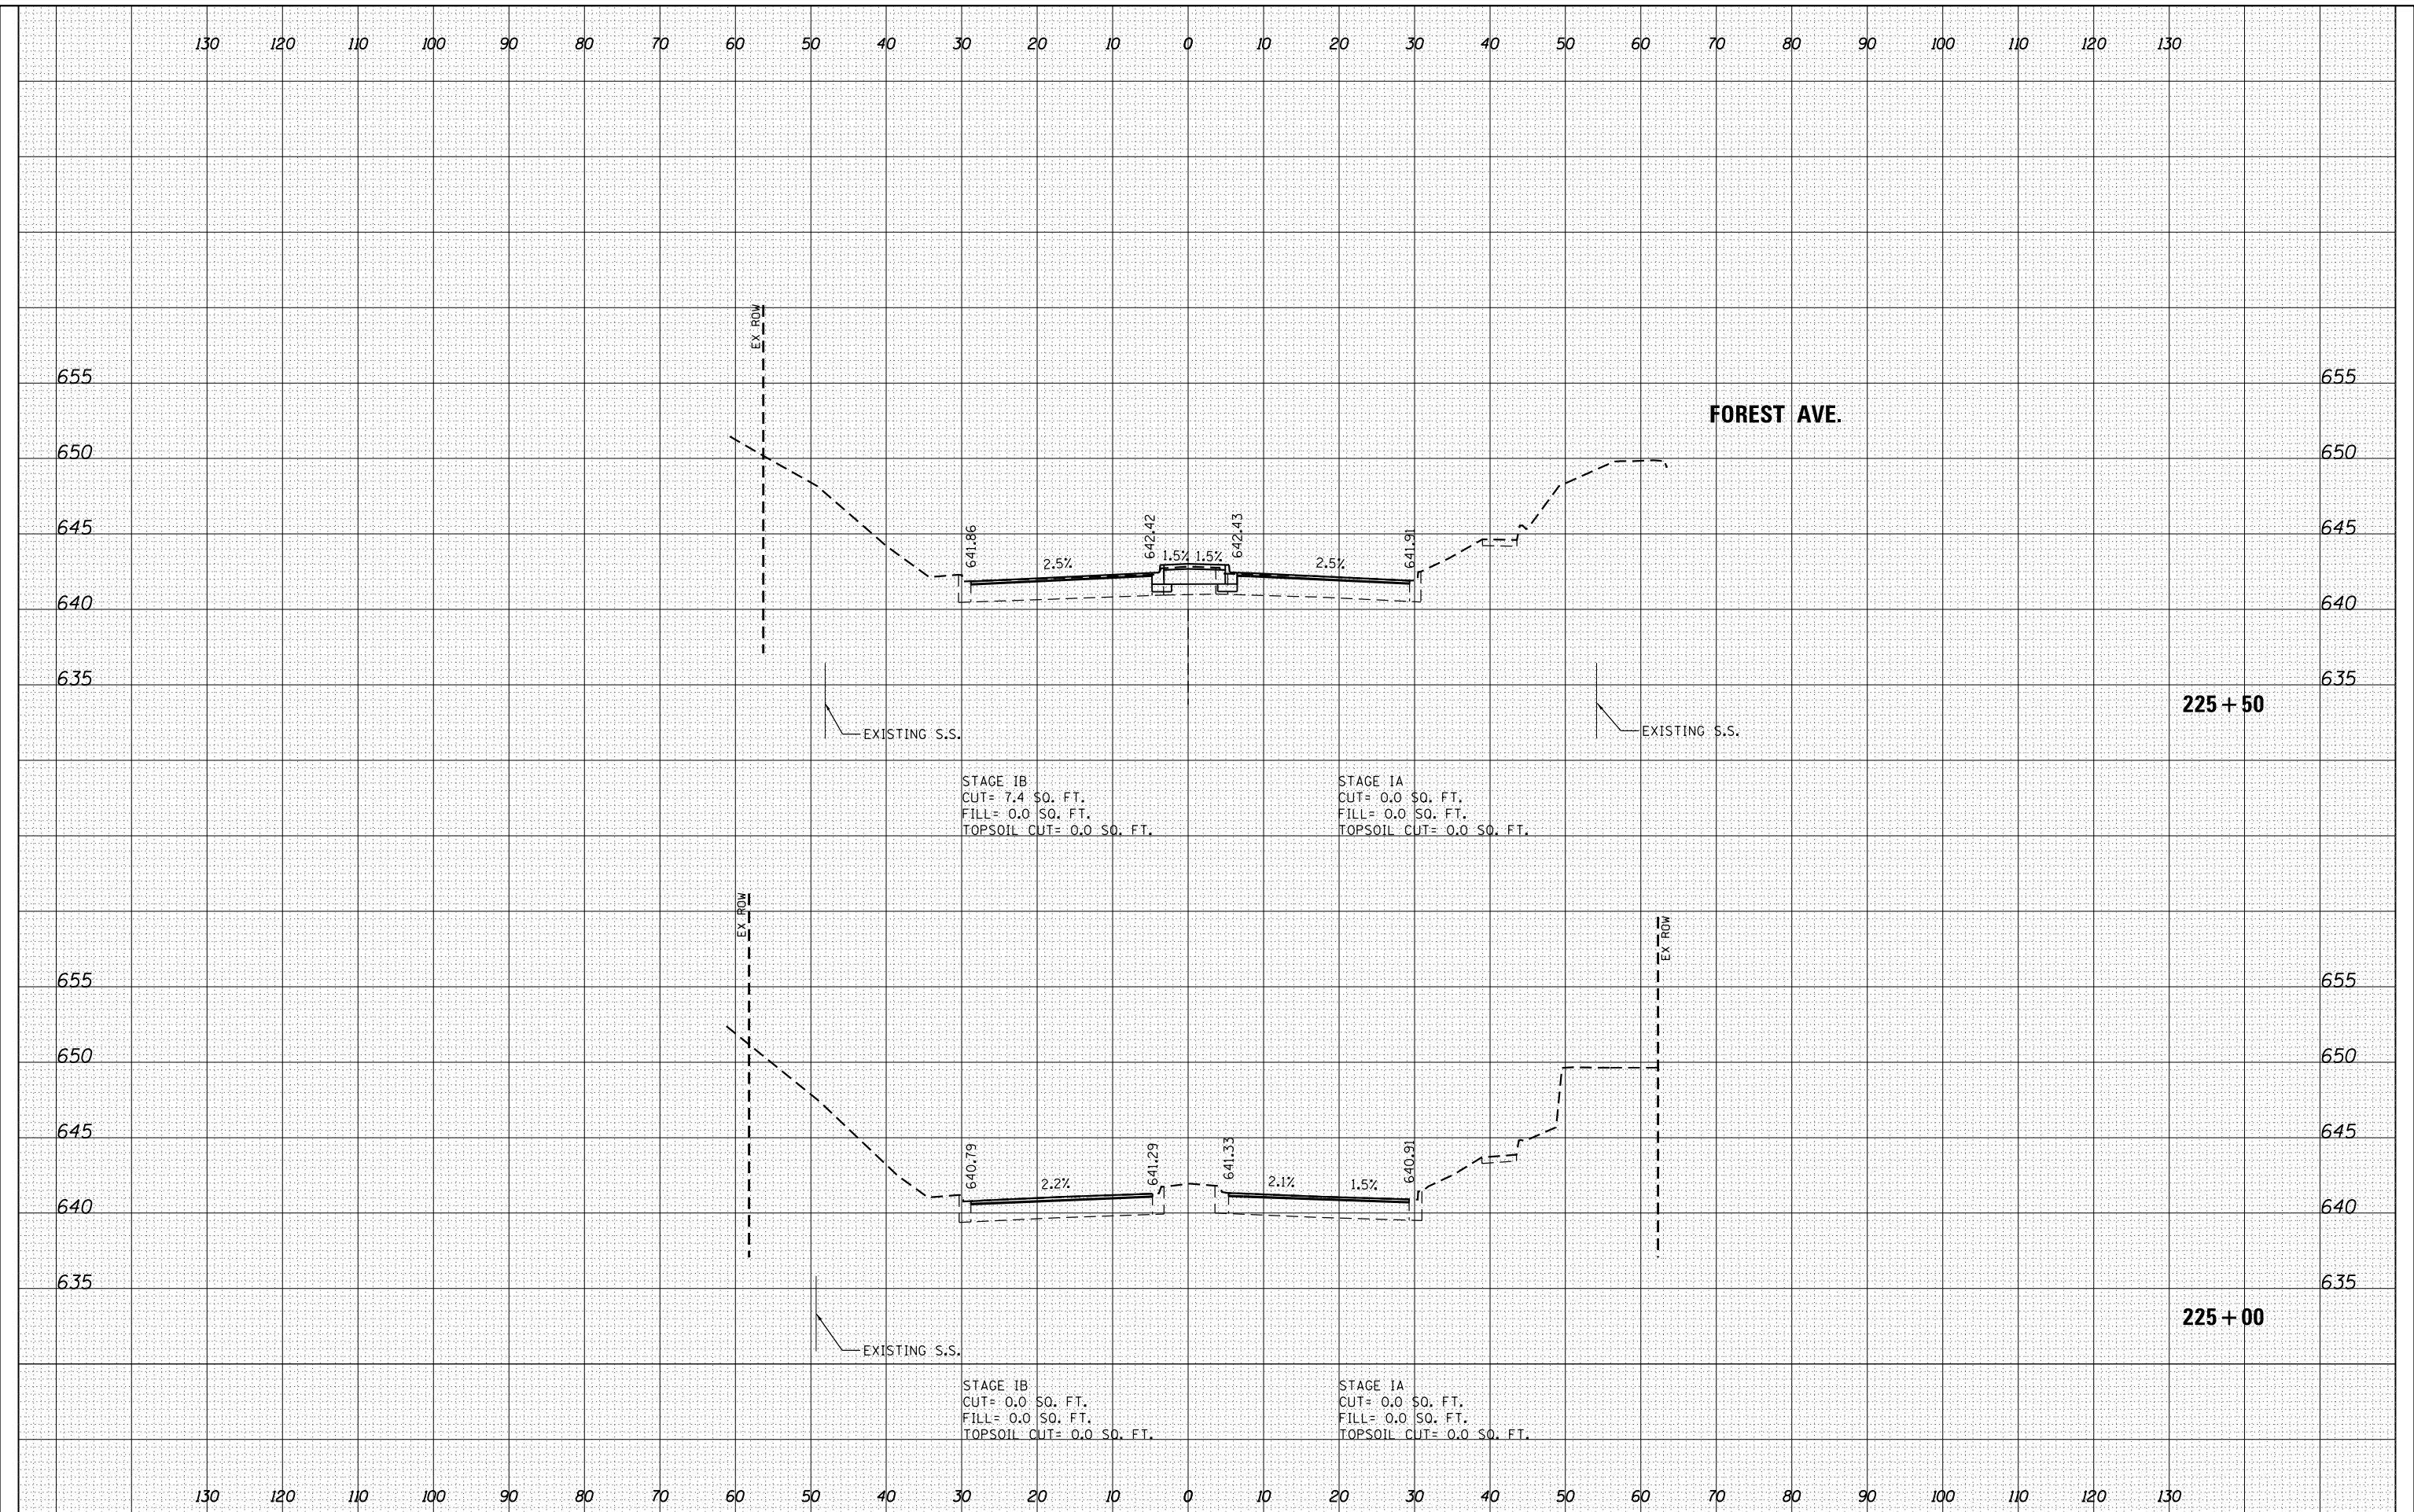 130 120 110 100 90 80 70 60 50 40 30 20 10 0 10 20 30 40 50 60 70 80 90 100 110 120 130
EX ROW
655 655
FOREST AVE.
650 650
645 645
641.86 2.5% 642.42 1.5% 1.5% 642.43 2.5% 641.91
640 640
635 635
225+50
EXISTING S.S. EXISTING S.S.
STAGE IB STAGE IA
CUT= 7.4 SQ. FT. CUT= 0.0 SQ. FT.
FILL= 0.0 SQ. FT. FILL= 0.0 SQ. FT.
TOPSOIL CUT= 0.0 SQ. FT. TOPSOIL CUT= 0.0 SQ. FT.
EX ROW EX ROW
655 655
650 650
645 645
640.79 2.2% 641.29 641.33 2.1% 1.5% 640.91
640 640
635 635
225+00
EXISTING S.S.
STAGE IB STAGE IA
CUT= 0.0 SQ. FT. CUT= 0.0 SQ. FT.
FILL= 0.0 SQ. FT. FILL= 0.0 SQ. FT.
TOPSOIL CUT= 0.0 SQ. FT. TOPSOIL CUT= 0.0 SQ. FT.
130 120 110 100 90 80 70 60 50 40 30 20 10 0 10 20 30 40 50 60 70 80 90 100 110 120 130